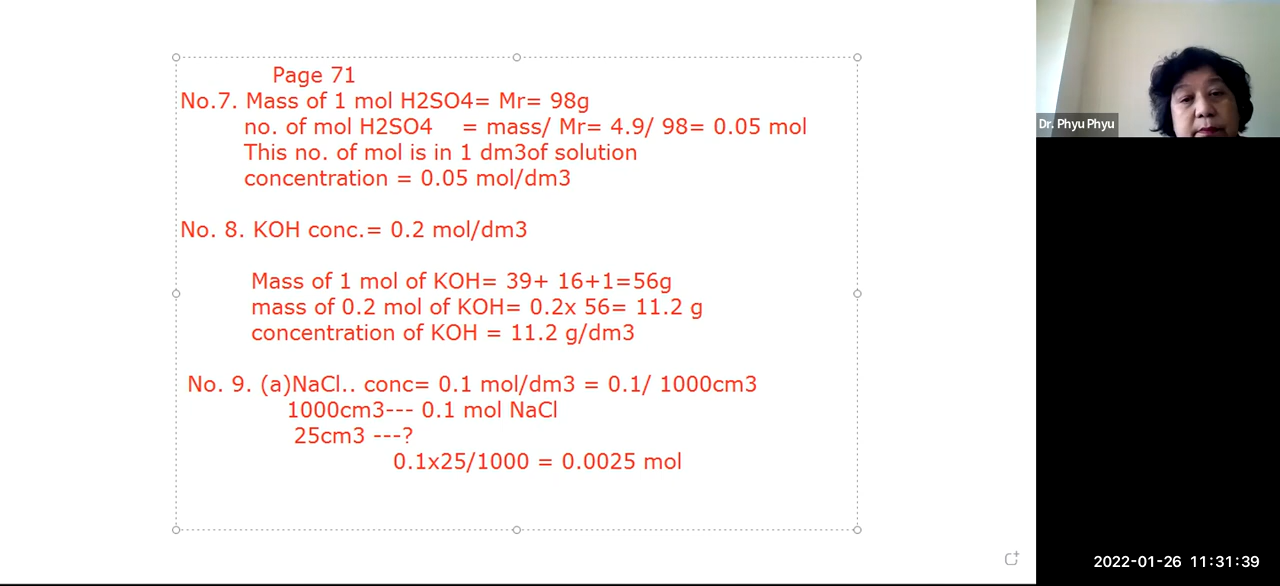 Page 71
No.7. Mass of 1 mol H2SO4= Mr= 98g
no. of mol H2SO4 = mass/ Mr= 4.9/ 98= 0.05 mol
This no. of mol is in 1 dm3of solution
concentration = 0.05 mol/dm3
No. 8. KOH conc.= 0.2 mol/dm3
Mass of 1 mol of KOH= 39+ 16+1=56g
mass of 0.2 mol of KOH= 0.2x 56= 11.2 g
concentration of KOH = 11.2 g/dm3
No. 9. (a)NaCl.. conc= 0.1 mol/dm3 = 0.1/ 1000cm3
1000cm3--- 0.1 mol NaCl
25cm3 ---?
0.1x25/1000 = 0.0025 mol
Dr. Phyu Phyu
2022-01-26 11:31:39